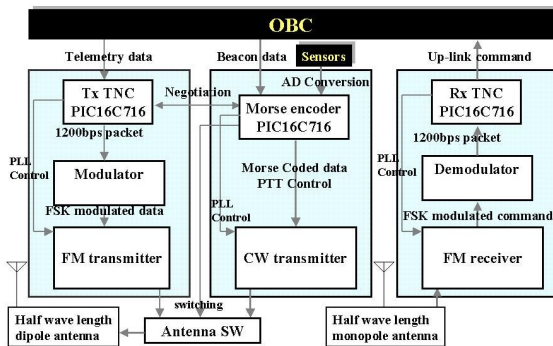 OBC
Telemetry data
Beacon data
Sensors
Up-link command
AD Conversion
Tx TNC
PIC16C716
Negotiation
Morse encoder
PIC16C716
Rx TNC
PIC16C716
1200bps packet
1200bps packet
PLL
Control
Modulator
Morse Coded data
PTT Control
PLL
Control
Demodulator
PLL
Control
FSK modulated data
FSK modulated command
FM transmitter
CW transmitter
FM receiver
switching
Half wave length
dipole antenna
Antenna SW
Half wave length
monopole antenna